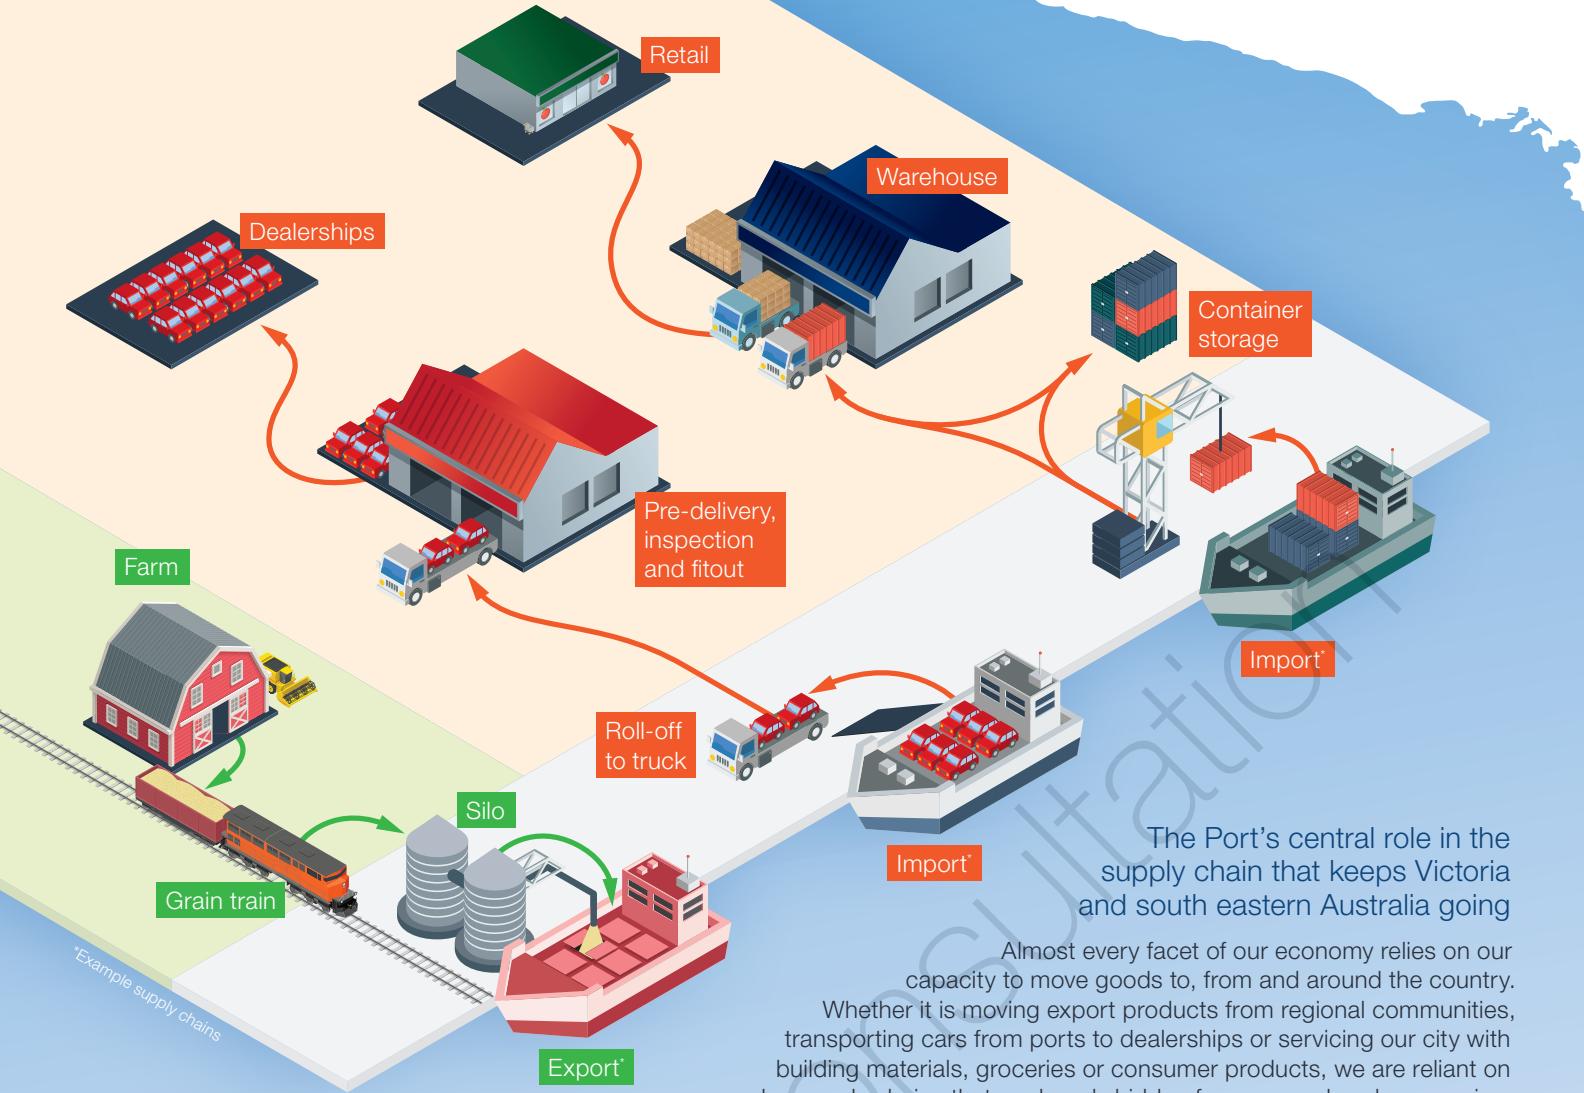 Retail
Warehouse
Dealerships
Container
storage
Pre-delivery,
inspection
and fitout
Farm
Import*
Roll-off
to truck
Silo
Import*
Grain train
*Example supply chains
Export*
The Port's central role in the
supply chain that keeps Victoria
and south eastern Australia going
Almost every facet of our economy relies on our
capacity to move goods to, from and around the country.
Whether it is moving export products from regional communities,
transporting cars from ports to dealerships or servicing our city with
building materials, groceries or consumer products, we are reliant on